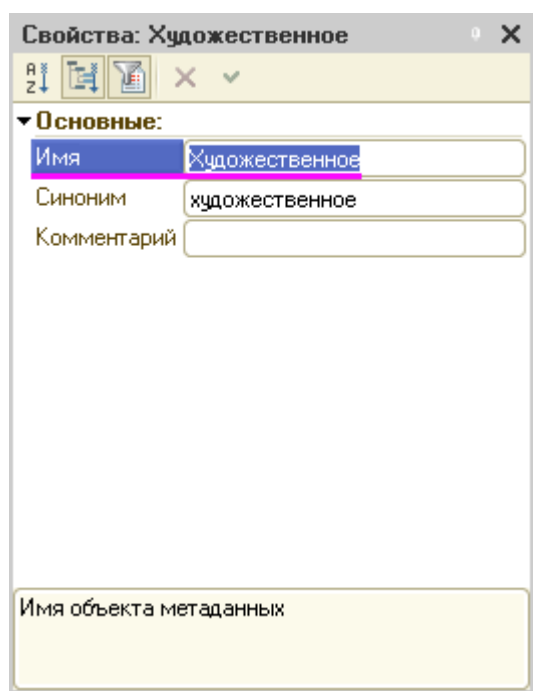 Свойства: Художественное
Основные:
Имя Художественное
Синоним художественное
Комментарий
Имя объекта метаданных